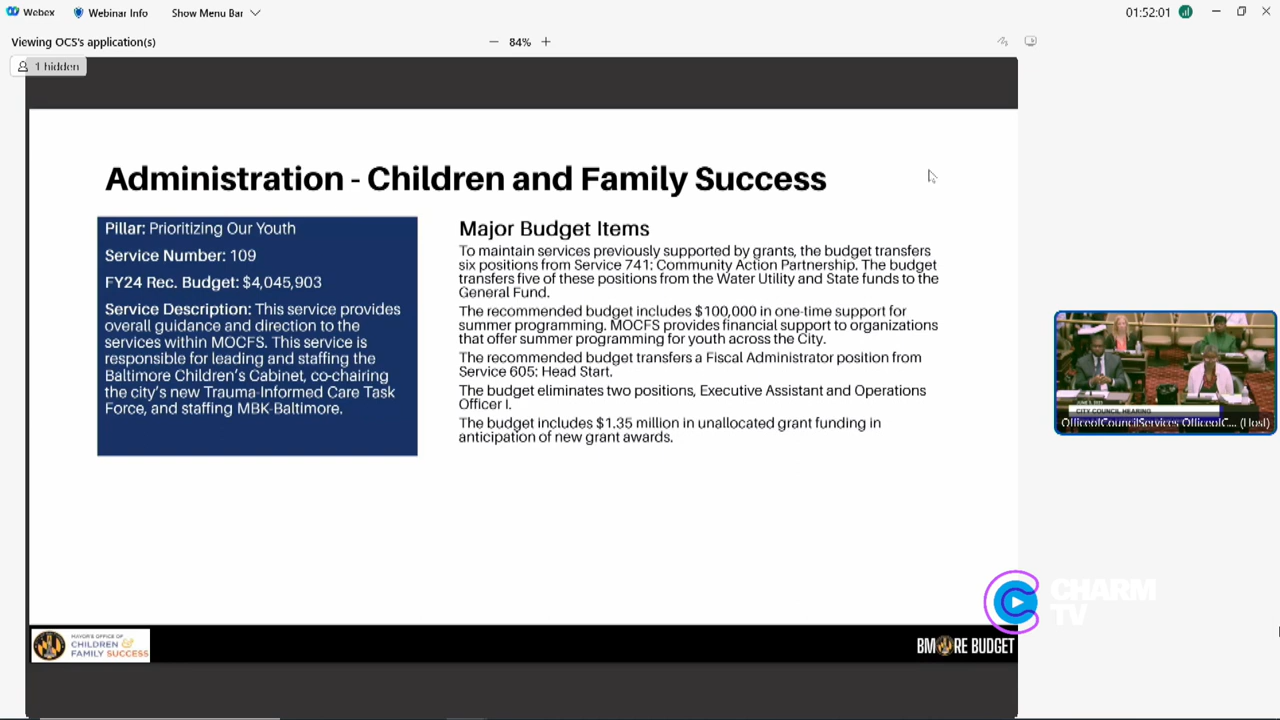 Webex
Webinar Info
Show Menu Bar
01:52:01
Viewing OCS's application(s)
84%
1 hidden
Administration - Children and Family Success
Pillar: Prioritizing Our Youth
Service Number: 109
FY24 Rec. Budget: $4,045,903
Service Description: This service provides
overall guidance and direction to the
services within MOCFS. This service is
responsible for leading and staffing the
Baltimore Children's Cabinet, co-chairing
the city's new Trauma-Informed Care Task
Force, and staffing MBK-Baltimore.
Major Budget Items
To maintain services previously supported by grants, the budget transfers
six positions from Service 741: Community Action Partnership. The budget
transfers five of these positions from the Water Utility and State funds to the
General Fund.
The recommended budget includes $100,000 in one-time support for
summer programming. MOCFS provides financial support to organizations
that offer summer programming for youth across the City.
The recommended budget transfers a Fiscal Administrator position from
Service 605: Head Start.
The budget eliminates two positions, Executive Assistant and Operations
Officer I.
The budget includes $1.35 million in unallocated grant funding in
anticipation of new grant awards.
CITY COUNCIL HEARING
OfficeofCouncilServices OfficeofC... (Host)
CHARM
TV
MAYOR'S OFFICE OF
CHILDREN &
FAMILY SUCCESS
BMORE BUDGET